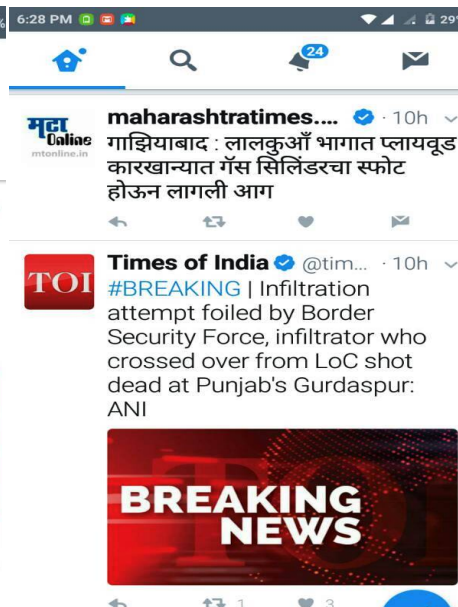 %
6:28 PM
29%
24
मटा
Online
mtonline.in
maharashtratimes.... · 10h
गाझियाबाद : लालकुआँ भागात प्लायवूड
कारखान्यात गॅस सिलिंडरचा स्फोट
होऊन लागली आग
TOI
Times of India @tim... · 10h
#BREAKING | Infiltration
attempt foiled by Border
Security Force, infiltrator who
crossed over from LoC shot
dead at Punjab's Gurdaspur:
ANI
BREAKING
NEWS
1
3